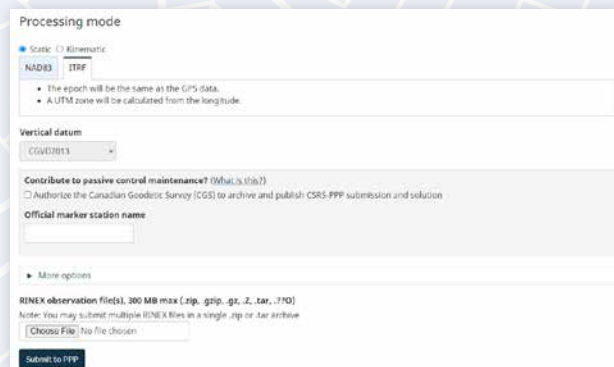 Processing mode
Static Kinematic
NAD83 ITRF
The epoch will be the same as the GPS data.
A UTM zone will be calculated from the longitude.
Vertical datum
CGVD2013
Contribute to passive control maintenance? (What is this?)
Authorize the Canadian Geodetic Survey (CGS) to archive and publish CSRS-PPP submission and solution
Official marker station name
More options
RINEX observation file(s), 300 MB max (.zip, .gzip, .gz, .Z, .tar, .??O)
Note: You may submit multiple RINEX files in a single .zip or .tar archive
Choose File No file chosen
Submit to PPP